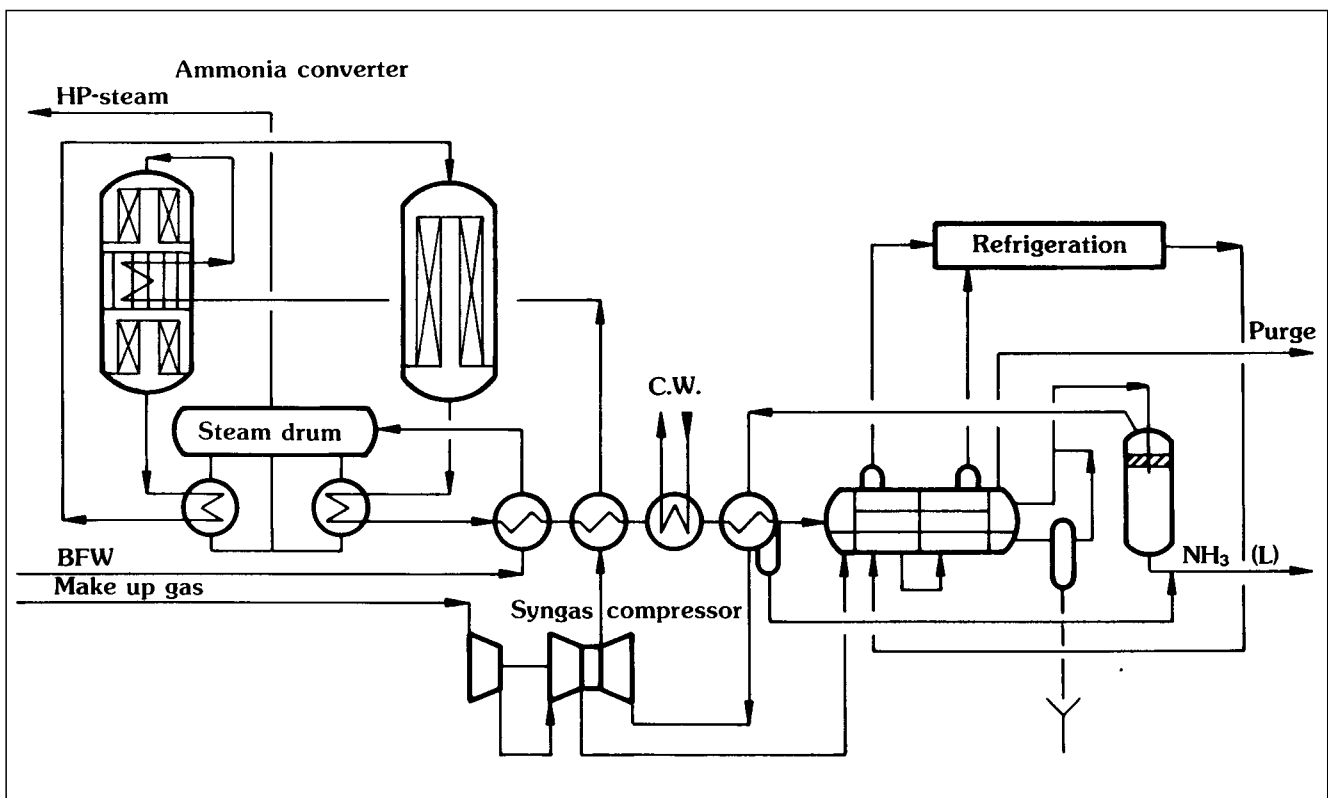 Ammonia converter
HP-steam
Refrigeration
Purge
C.W.
Steam drum
BFW
NH₃ (L)
Make up gas
Syngas compressor